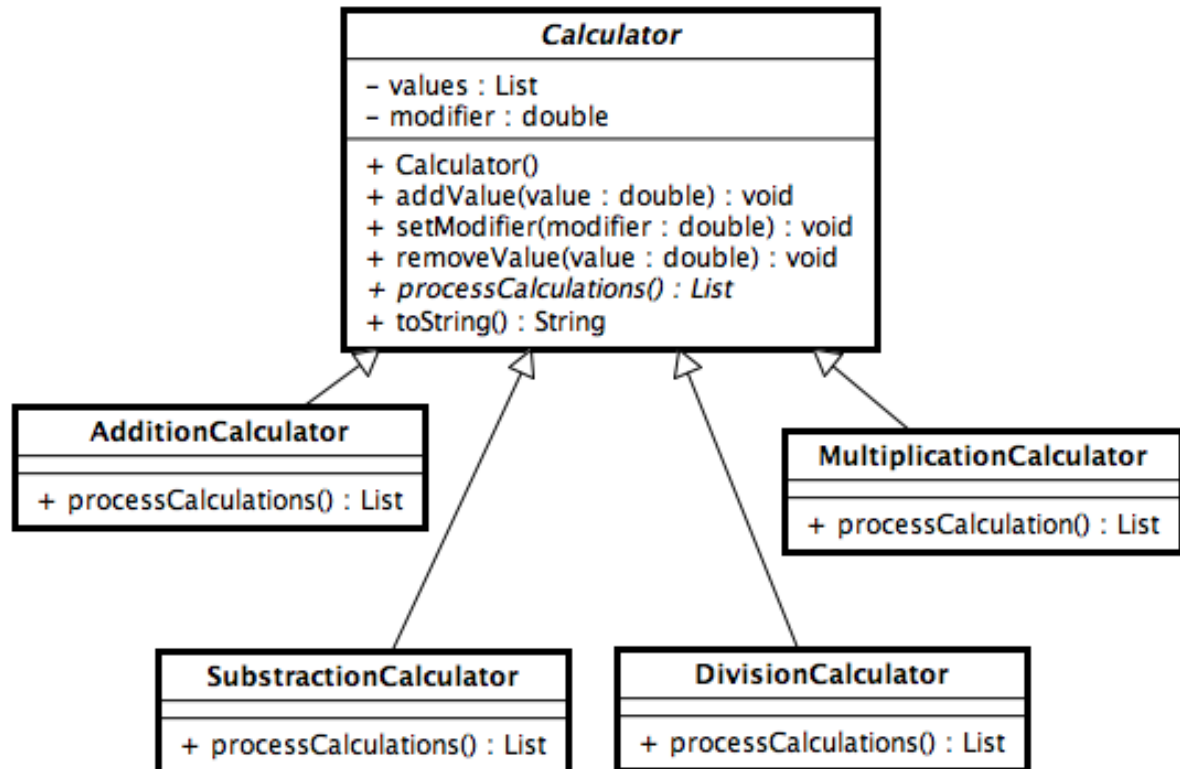 Calculator
– values : List
– modifier : double
+ Calculator()
+ addValue(value : double) : void
+ setModifier(modifier : double) : void
+ removeValue(value : double) : void
+ processCalculations() : List
+ toString() : String
AdditionCalculator
+ processCalculations() : List
MultiplicationCalculator
+ processCalculation() : List
SubstractionCalculator
+ processCalculations() : List
DivisionCalculator
+ processCalculations() : List